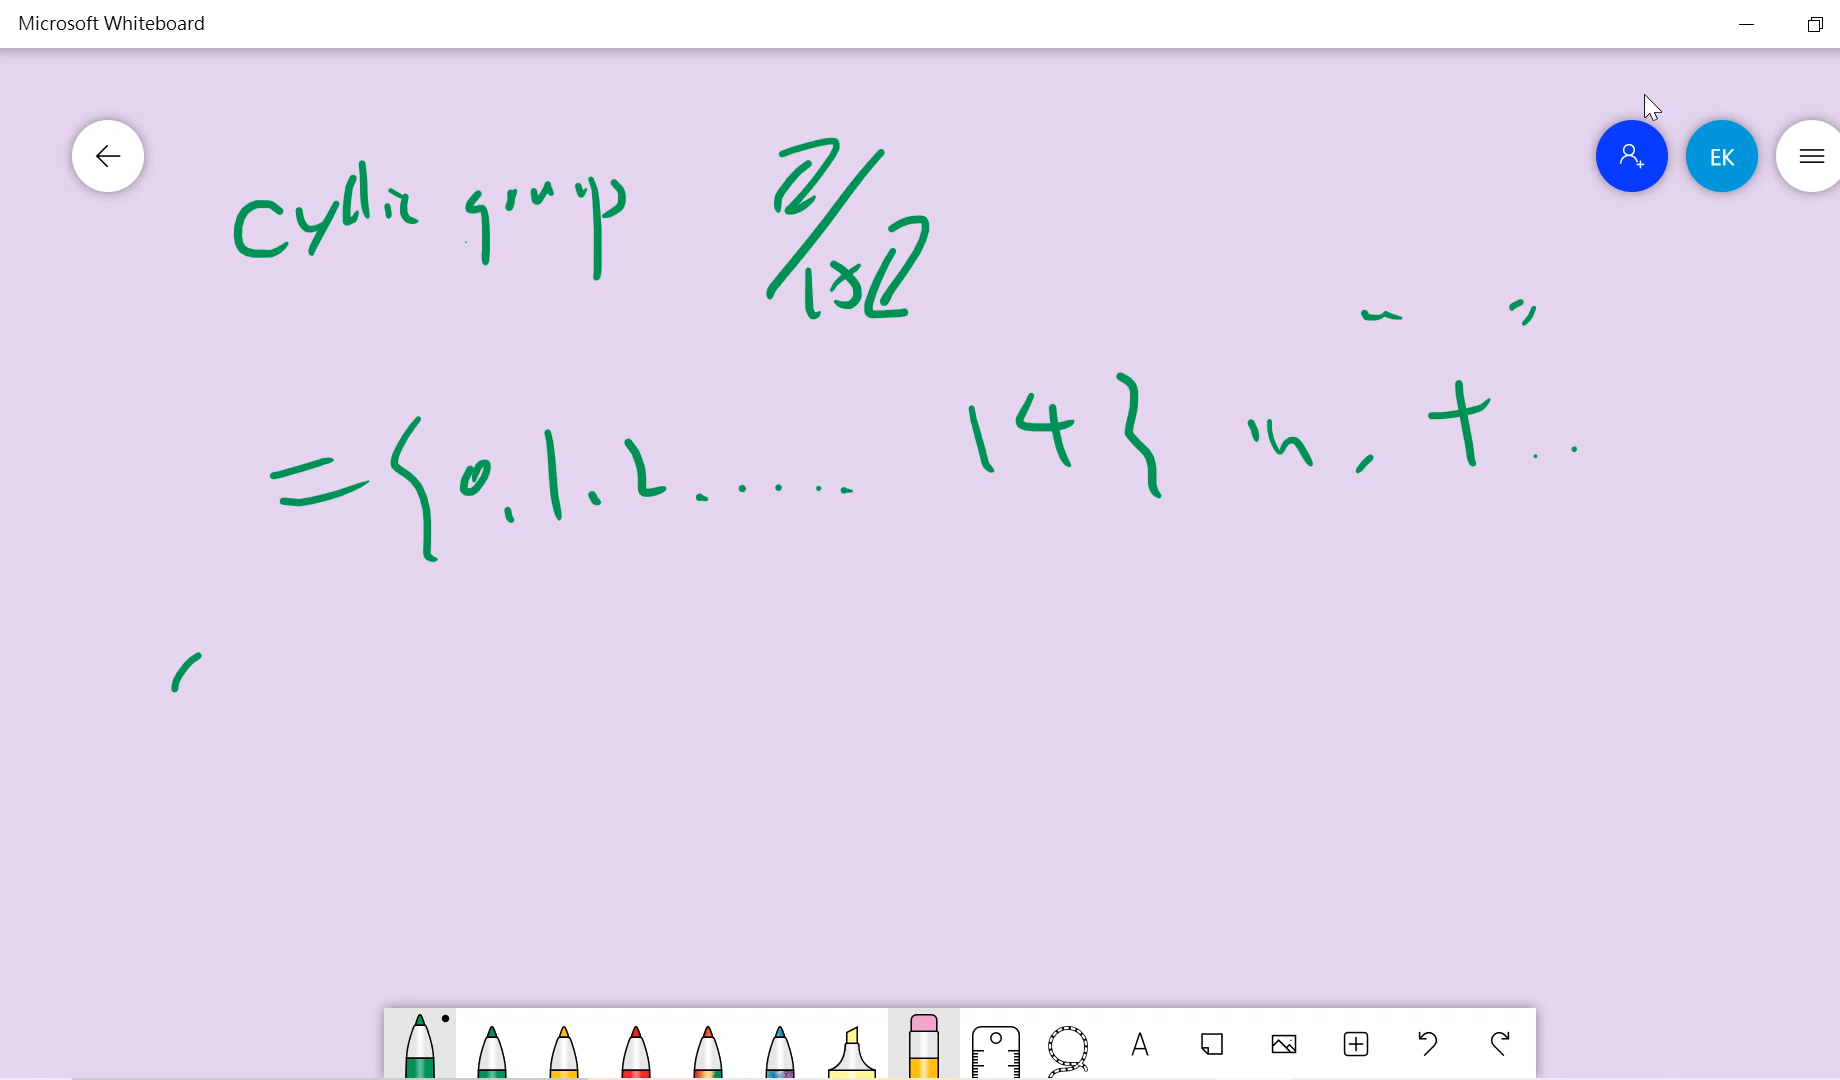 Microsoft Whiteboard
EK
Cyclic group Z/15Z
= {0, 1, 2, ...... 14} in, +
A